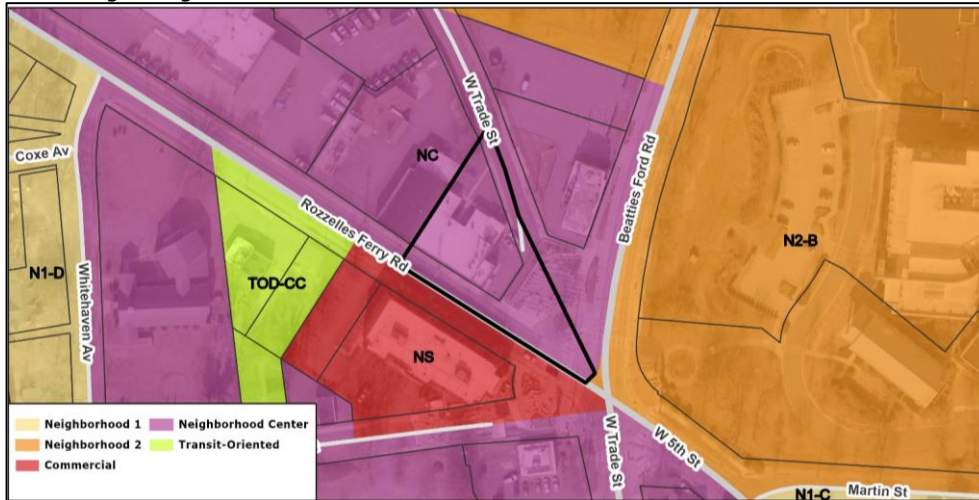 W Trade St
NC
Beatties Ford Rd
Coxe Av
Rozzelles Ferry Rd
N2-B
N1-D
TOD-CC
Whitehaven Av
NS
Neighborhood 1
Neighborhood Center
Neighborhood 2
Transit-Oriented
Commercial
W Trade St
W 5th St
N1-C
Martin St